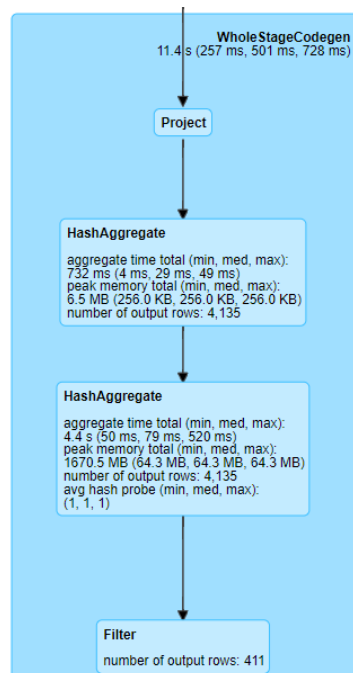 WholeStageCodegen
11.4 s (257 ms, 501 ms, 728 ms)
Project
HashAggregate
aggregate time total (min, med, max):
732 ms (4 ms, 29 ms, 49 ms)
peak memory total (min, med, max):
6.5 MB (256.0 KB, 256.0 KB, 256.0 KB)
number of output rows: 4,135
HashAggregate
aggregate time total (min, med, max):
4.4 s (50 ms, 79 ms, 520 ms)
peak memory total (min, med, max):
1670.5 MB (64.3 MB, 64.3 MB, 64.3 MB)
number of output rows: 4,135
avg hash probe (min, med, max):
(1, 1, 1)
Filter
number of output rows: 411